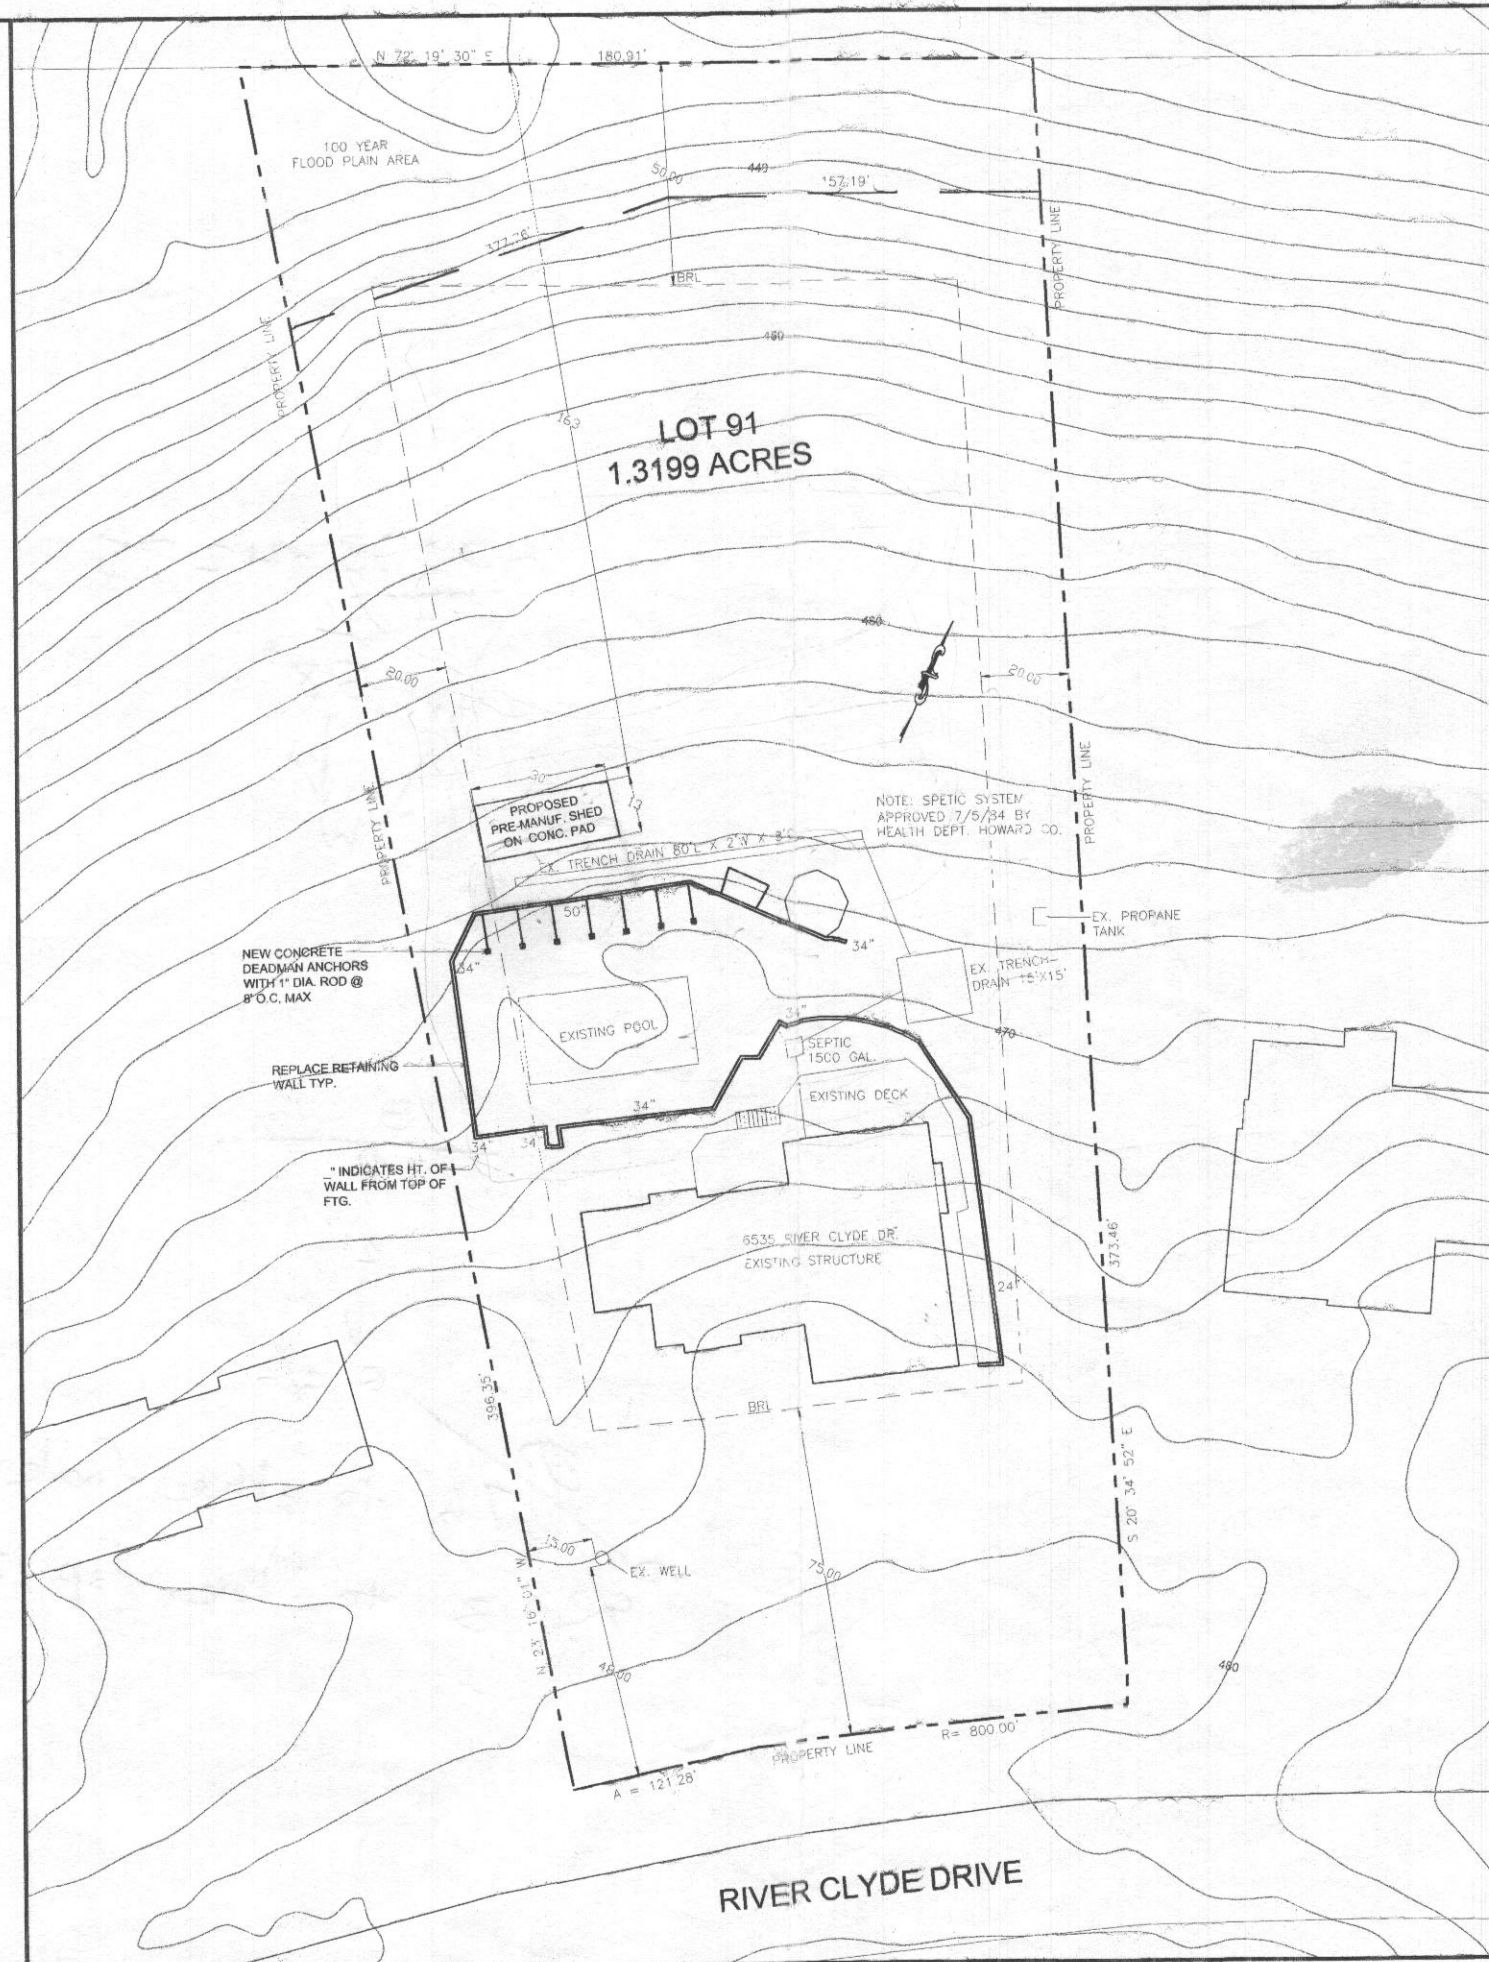 N 72° 19' 30" E
180.91'
100 YEAR
FLOOD PLAIN AREA
50.00
440
157.19'
BRL
PROPERTY LINE
PROPERTY LINE
450
LOT 91
1.3199 ACRES
163
460
20.00
20.00
30
13
PROPOSED
PRE-MANUF. SHED
ON CONC. PAD
PROPERTY LINE
PROPERTY LINE
NOTE: SPETIC SYSTEM
APPROVED 7/5/84 BY
HEALTH DEPT. HOWARD CO.
EX. TRENCH DRAIN 80'L X 2'W X
50"
34"
34"
EX. PROPANE
TANK
NEW CONCRETE
DEADMAN ANCHORS
WITH 1" DIA. ROD @
8' O.C. MAX
EX. TRENCH
DRAIN 15'X15'
EXISTING POOL
34"
470
SEPTIC
1500 GAL.
REPLACE RETAINING
WALL TYP.
EXISTING DECK
34"
34"
34"
_" INDICATES HT. OF
WALL FROM TOP OF
FTG.
6535 RIVER CLYDE DR.
EXISTING STRUCTURE
373.46'
24"
396.35'
BRL
S 20° 34' 52" E
15.00
EX. WELL
75.00
N 23° 16' 01" W
48.00
480
PROPERTY LINE
R= 800.00'
A = 121.28'
RIVER CLYDE DRIVE